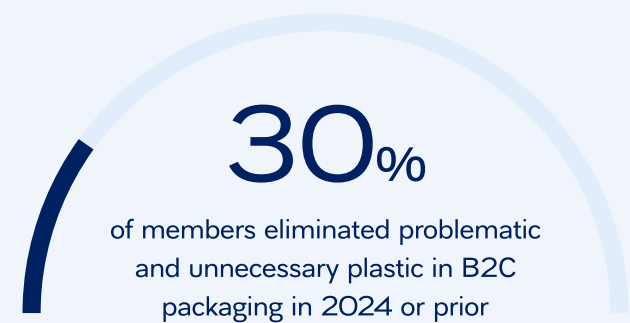 30%
of members eliminated problematic
and unnecessary plastic in B2C
packaging in 2024 or prior